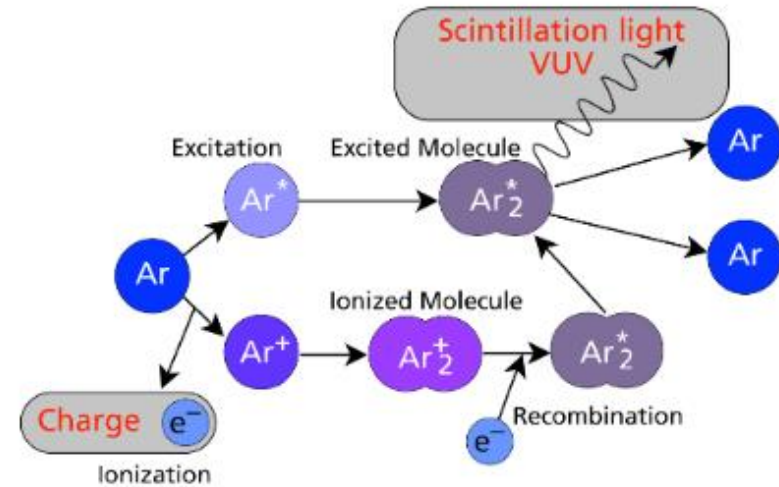 Scintillation light
VUV
Excitation
Excited Molecule
Ar
Ar*
Ar₂*
Ar
Ar
Ionized Molecule
Ar⁺
Ar₂⁺
Ar₂*
Charge
e⁻
e⁻
Recombination
Ionization